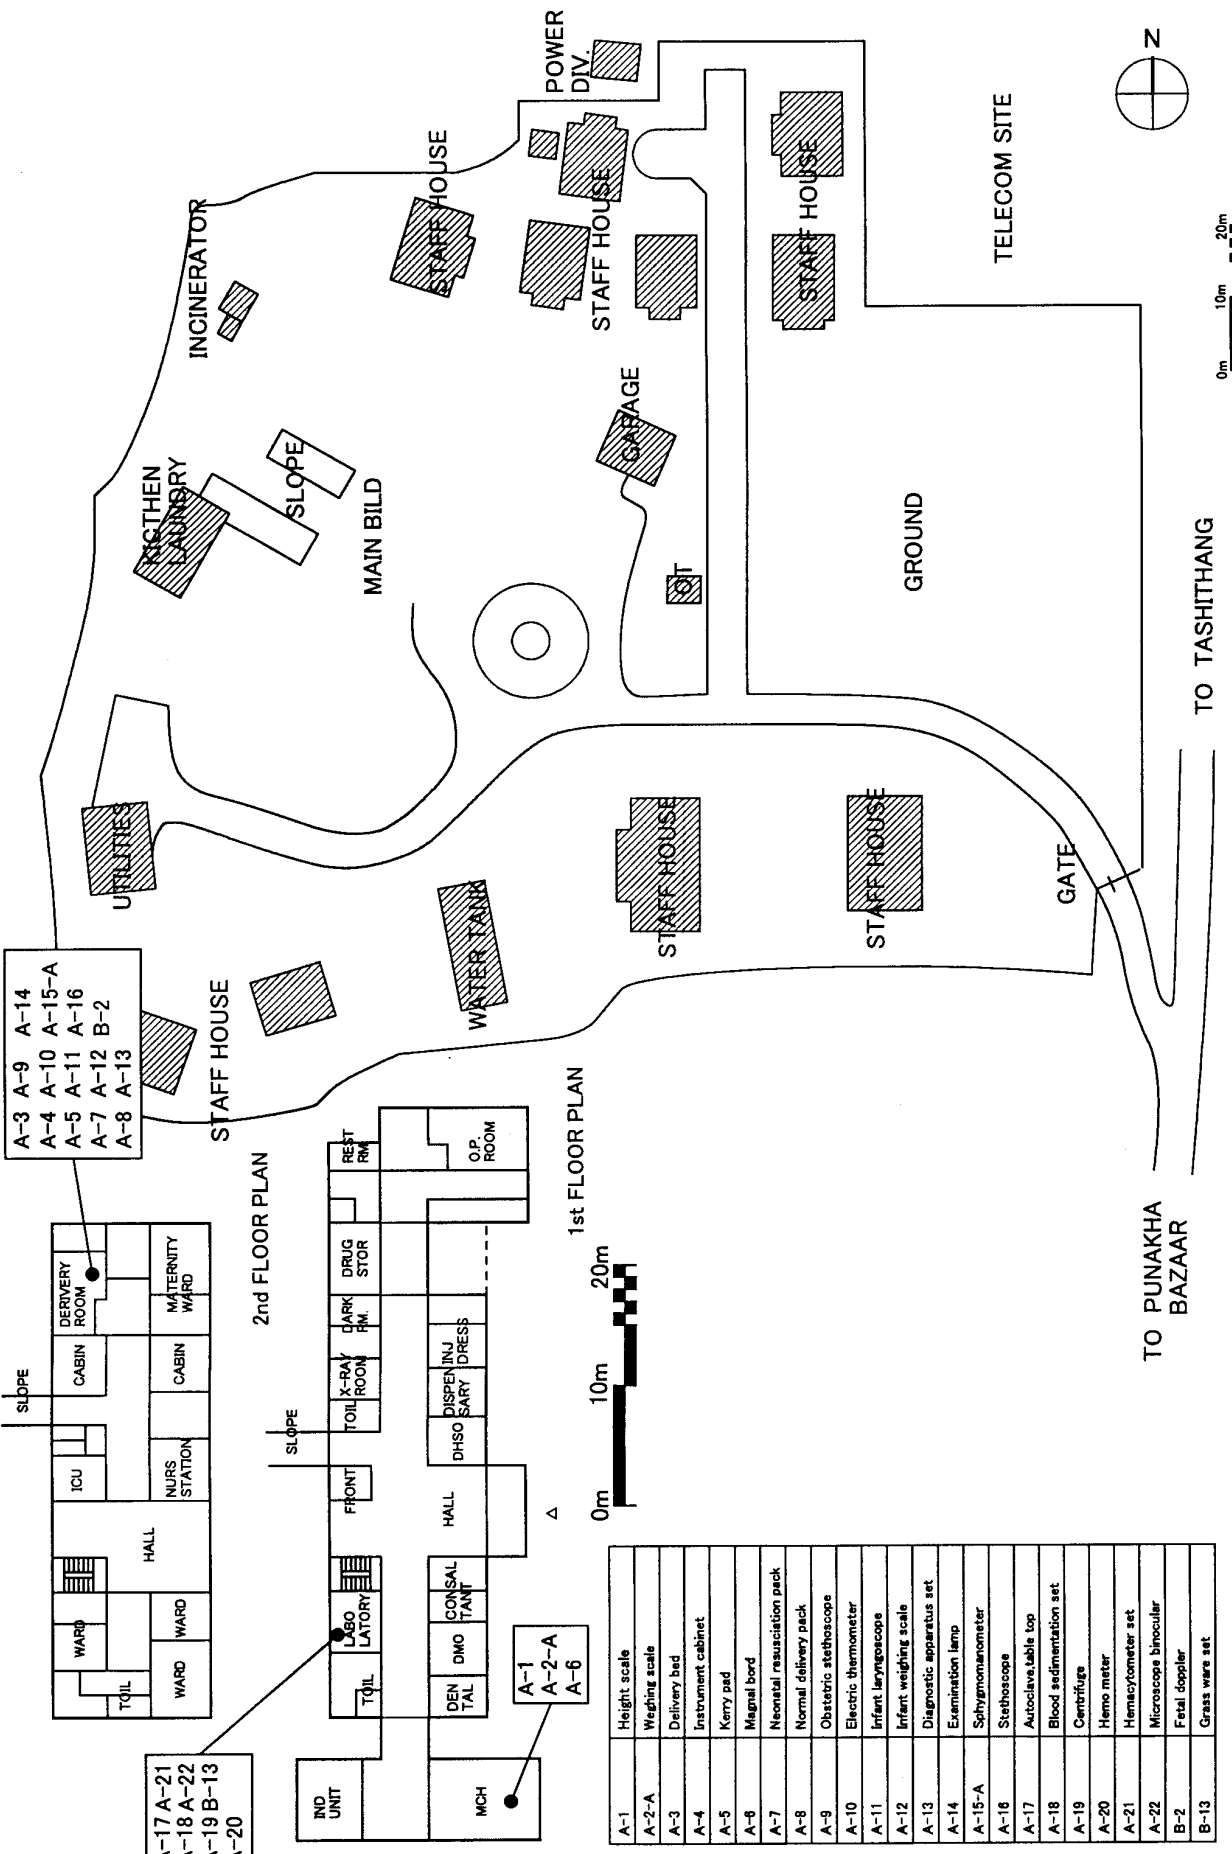 A-3 A-9 A-14
A-4 A-10 A-15-A
A-5 A-11 A-16
A-7 A-12 B-2
A-8 A-13
SLOPE
ICU
CABIN
DERIVERY
ROOM
WARD
HALL
TOIL
WARD
WARD
NURS
STATION
CABIN
MATERNITY
WARD
2nd FLOOR PLAN
-17 A-21
-18 A-22
-19 B-13
-20
SLOPE
IND
UNIT
TOIL
LABO
LATORY
FRONT
TOIL
X-RAY
ROOM
DARK
RM.
DRUG
STOR
REST
RM
MCH
DEN
TAL
DMO
CONSAL
TANT
HALL
DHSO
DISPEN
SARY
INJ
DRESS
O.P.
ROOM
A-1
A-2-A
A-6
1st FLOOR PLAN
0m 10m 20m
A-1 Height scale
A-2-A Weghing scale
A-3 Delivery bed
A-4 Instrument cabinet
A-5 Kerry pad
A-6 Magnal bord
A-7 Neonatal resusciation pack
A-8 Normal delivery pack
A-9 Obstetric stethoscope
A-10 Electric thermometer
A-11 Infant laryngoscope
A-12 Infant weighing scale
A-13 Diagnostic apparatus set
A-14 Examination lamp
A-15-A Sphygmomanometer
A-16 Stethoscope
A-17 Autoclave,table top
A-18 Blood sedimentation set
A-19 Centrifuge
A-20 Hemo meter
A-21 Hemacytometer set
A-22 Microscope binocular
B-2 Fetal doppler
B-13 Grass ware set
STAFF HOUSE
UTILITIES
WATER TANK
KICTHEN
LAUNDRY
SLOPE
MAIN BILD
INCINERATOR
STAFF HOUSE
POWER
DIV.
STAFF HOUSE
GARAGE
OT
STAFF HOUSE
STAFF HOUSE
STAFF HOUSE
GROUND
TELECOM SITE
GATE
N
0m 10m 20m
TO PUNAKHA
BAZAAR
TO TASHITHANG